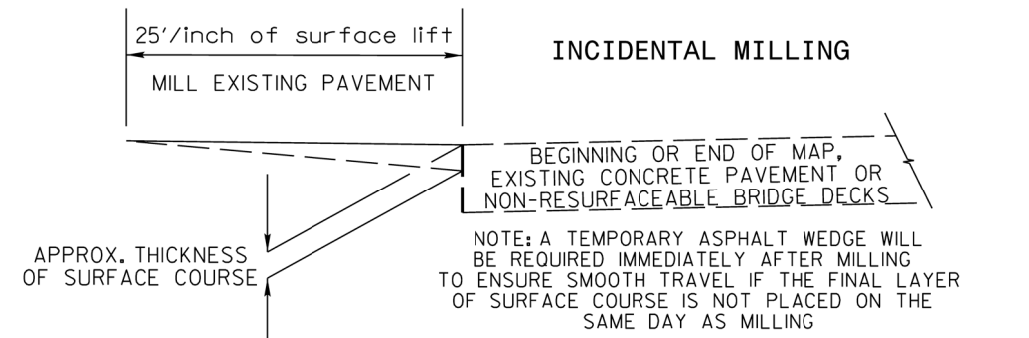 25'/inch of surface lift
INCIDENTAL MILLING
MILL EXISTING PAVEMENT
BEGINNING OR END OF MAP,
EXISTING CONCRETE PAVEMENT OR
NON-RESURFACEABLE BRIDGE DECKS
APPROX. THICKNESS
OF SURFACE COURSE
NOTE: A TEMPORARY ASPHALT WEDGE WILL
BE REQUIRED IMMEDIATELY AFTER MILLING
TO ENSURE SMOOTH TRAVEL IF THE FINAL LAYER
OF SURFACE COURSE IS NOT PLACED ON THE
SAME DAY AS MILLING